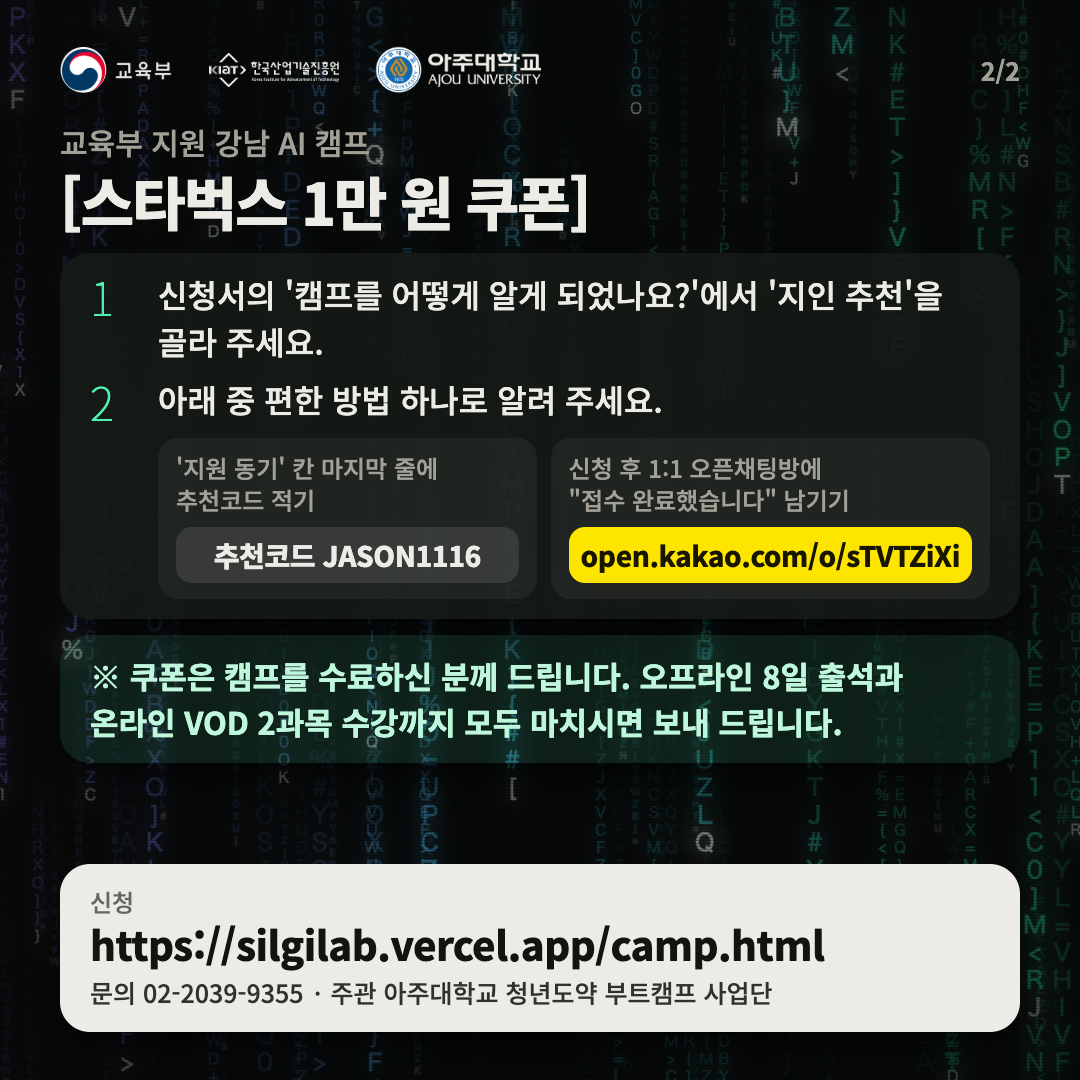 교육부
KIAT 한국산업기술진흥원
Korea Institute for Advancement of Technology
아주대학교
AJOU UNIVERSITY
2/2
교육부 지원 강남 AI 캠프
[스타벅스 1만 원 쿠폰]
1 신청서의 '캠프를 어떻게 알게 되었나요?'에서 '지인 추천'을
골라 주세요.
2 아래 중 편한 방법 하나로 알려 주세요.
'지원 동기' 칸 마지막 줄에
추천코드 적기
추천코드 JASON1116
신청 후 1:1 오픈채팅방에
"접수 완료했습니다" 남기기
open.kakao.com/o/sTVTZiXi
※ 쿠폰은 캠프를 수료하신 분께 드립니다. 오프라인 8일 출석과
온라인 VOD 2과목 수강까지 모두 마치시면 보내 드립니다.
신청
https://silgilab.vercel.app/camp.html
문의 02-2039-9355 · 주관 아주대학교 청년도약 부트캠프 사업단